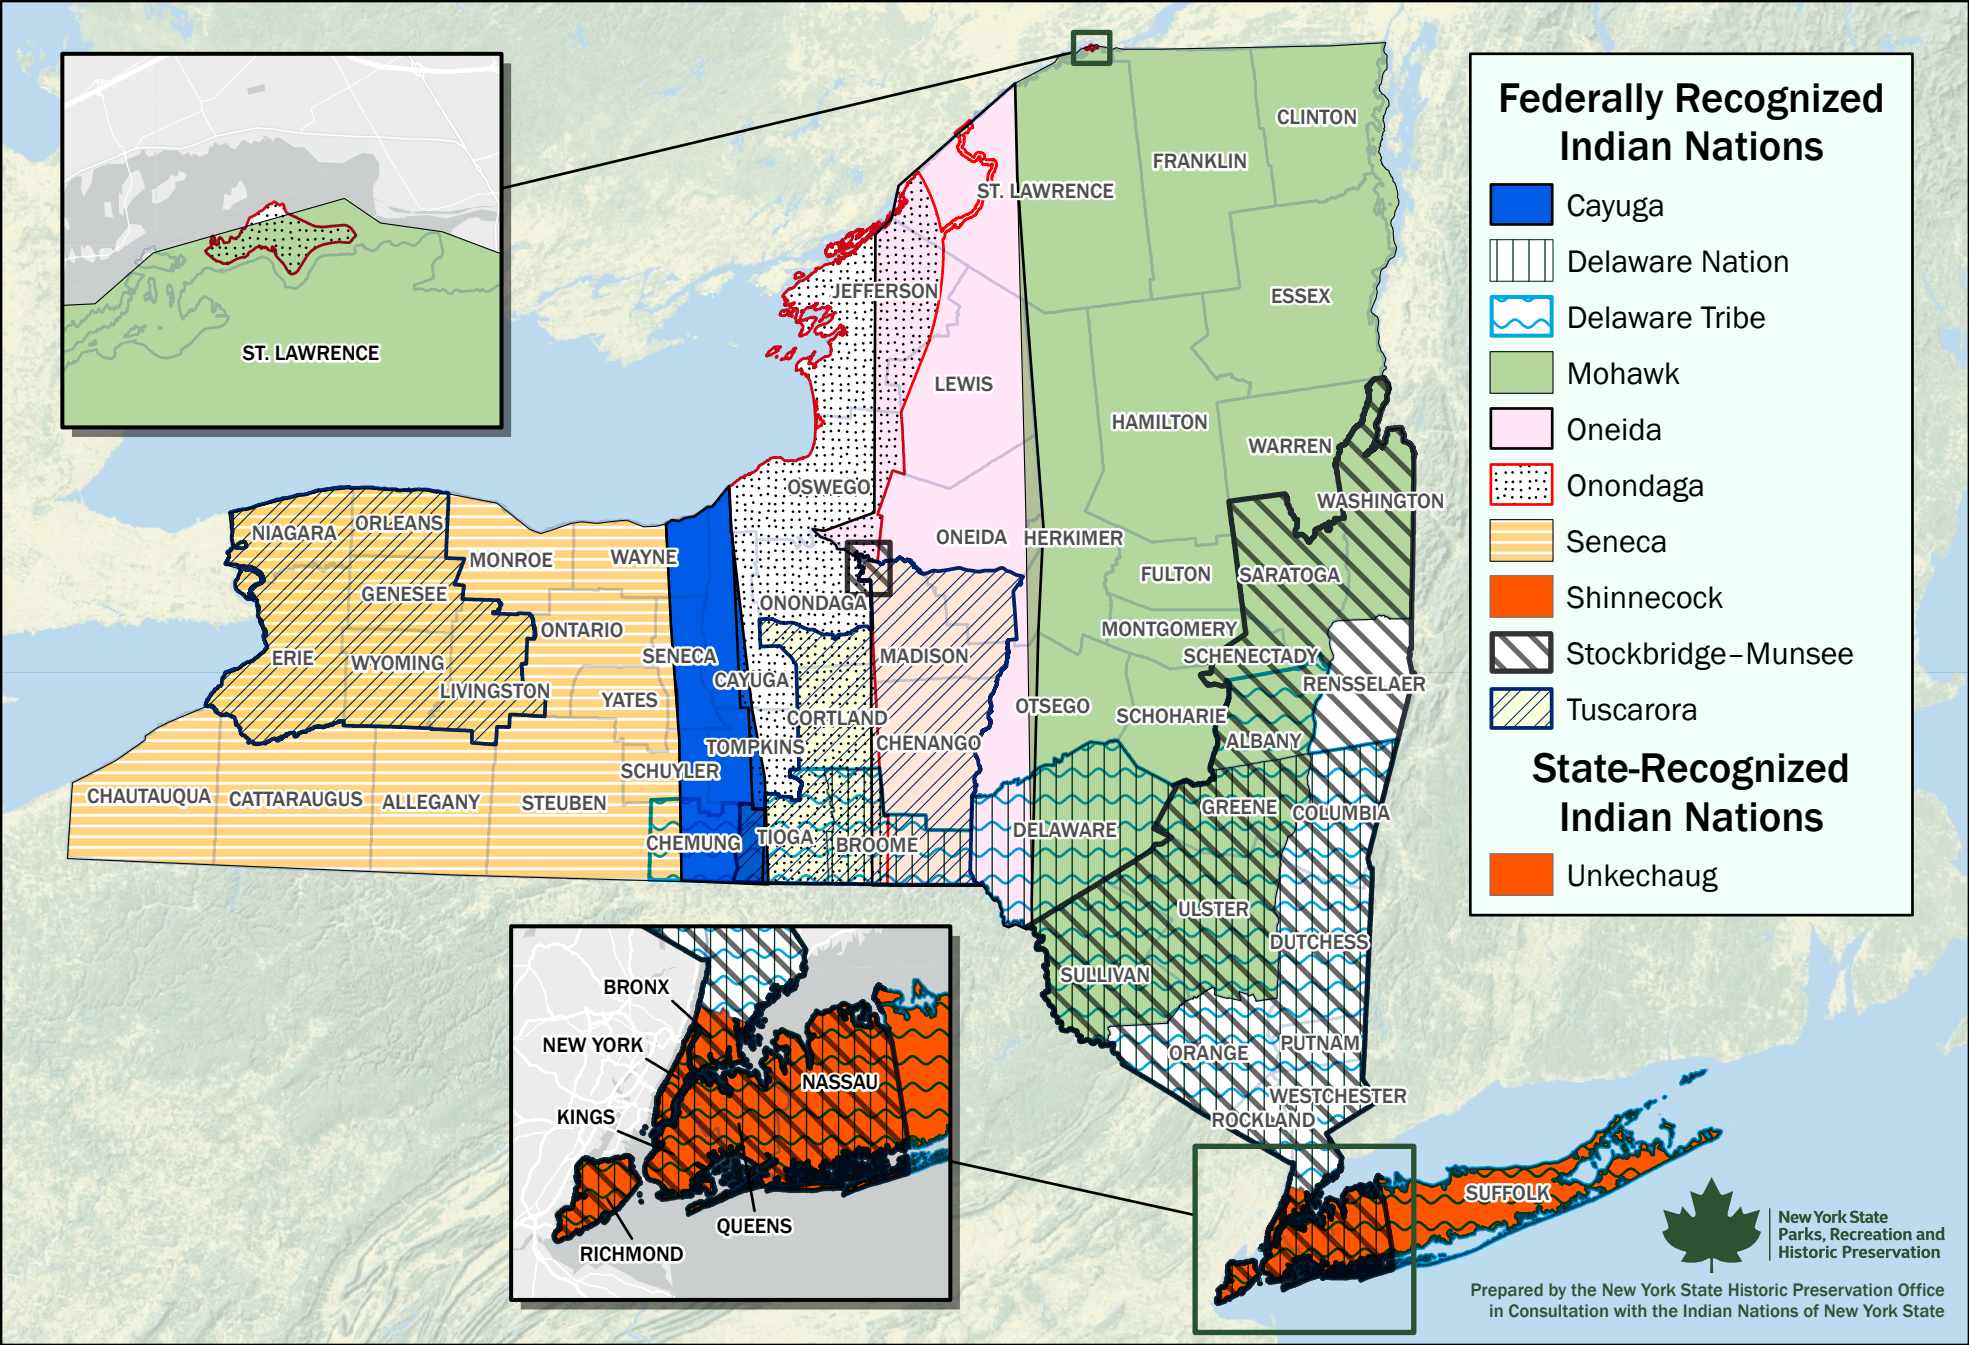 Federally Recognized
Indian Nations
Cayuga
Delaware Nation
Delaware Tribe
Mohawk
Oneida
Onondaga
Seneca
Shinnecock
Stockbridge–Munsee
Tuscarora
State-Recognized
Indian Nations
Unkechaug
ST. LAWRENCE
CLINTON
FRANKLIN
ST. LAWRENCE
JEFFERSON
ESSEX
LEWIS
HAMILTON
WARREN
OSWEGO
WASHINGTON
NIAGARA
ORLEANS
MONROE
WAYNE
ONEIDA
HERKIMER
GENESEE
FULTON
SARATOGA
ONONDAGA
ONTARIO
MONTGOMERY
ERIE
WYOMING
SENECA
MADISON
SCHENECTADY
LIVINGSTON
YATES
CAYUGA
RENSSELAER
CORTLAND
OTSEGO
SCHOHARIE
TOMPKINS
CHENANGO
ALBANY
SCHUYLER
CHAUTAUQUA
CATTARAUGUS
ALLEGANY
STEUBEN
GREENE
COLUMBIA
CHEMUNG
TIOGA
BROOME
DELAWARE
ULSTER
DUTCHESS
SULLIVAN
ORANGE
PUTNAM
WESTCHESTER
ROCKLAND
SUFFOLK
BRONX
NEW YORK
NASSAU
KINGS
QUEENS
RICHMOND
New York State
Parks, Recreation and
Historic Preservation
Prepared by the New York State Historic Preservation Office
in Consultation with the Indian Nations of New York State